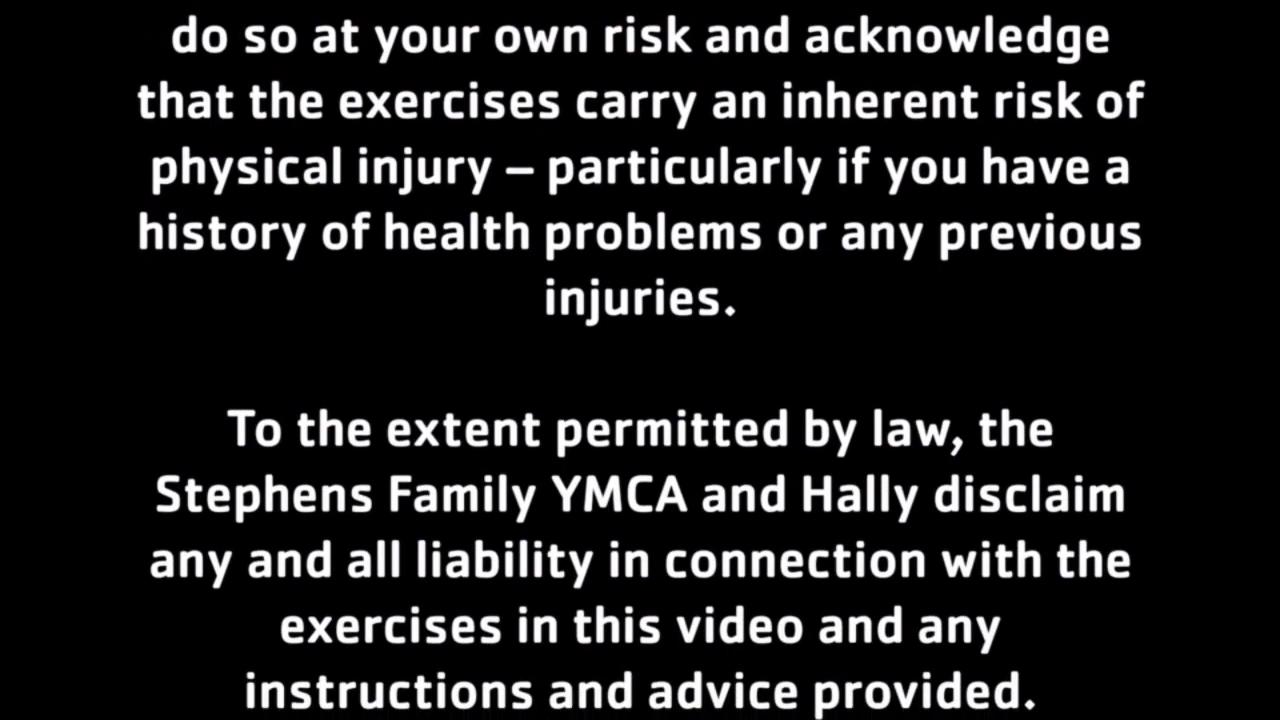 do so at your own risk and acknowledge
that the exercises carry an inherent risk of
physical injury – particularly if you have a
history of health problems or any previous
injuries.
To the extent permitted by law, the
Stephens Family YMCA and Hally disclaim
any and all liability in connection with the
exercises in this video and any
instructions and advice provided.